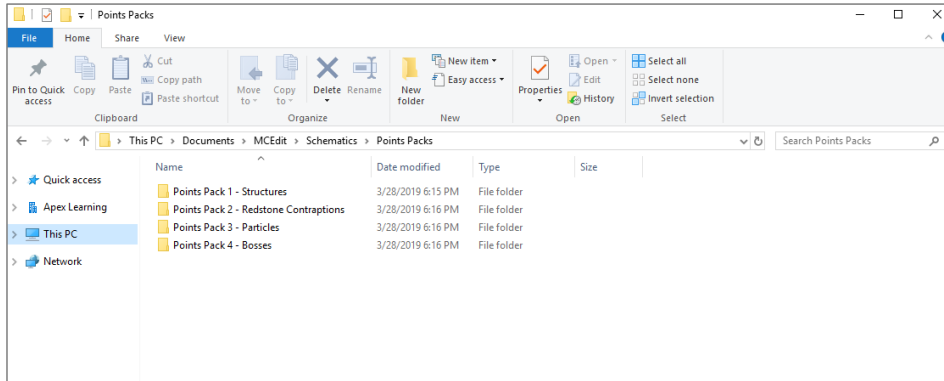 Points Packs
File Home Share View
Pin to Quick access
Copy
Paste
Cut
Copy path
Paste shortcut
Clipboard
Move to
Copy to
Delete
Rename
Organize
New folder
New item
Easy access
New
Properties
Open
Edit
History
Open
Select all
Select none
Invert selection
Select
This PC > Documents > MCEdit > Schematics > Points Packs
Search Points Packs
Quick access
Apex Learning
This PC
Network
Name Date modified Type Size
Points Pack 1 - Structures 3/28/2019 6:15 PM File folder
Points Pack 2 - Redstone Contraptions 3/28/2019 6:16 PM File folder
Points Pack 3 - Particles 3/28/2019 6:16 PM File folder
Points Pack 4 - Bosses 3/28/2019 6:16 PM File folder